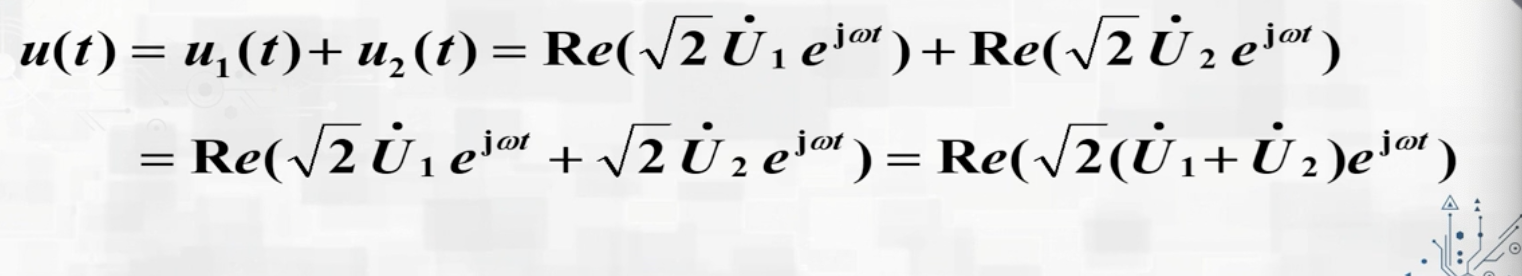 u(t) = u₁(t) + u₂(t) = Re(√2 U̇₁ e^{jωt}) + Re(√2 U̇₂ e^{jωt})
= Re(√2 U̇₁ e^{jωt} + √2 U̇₂ e^{jωt}) = Re(√2(U̇₁ + U̇₂)e^{jωt})